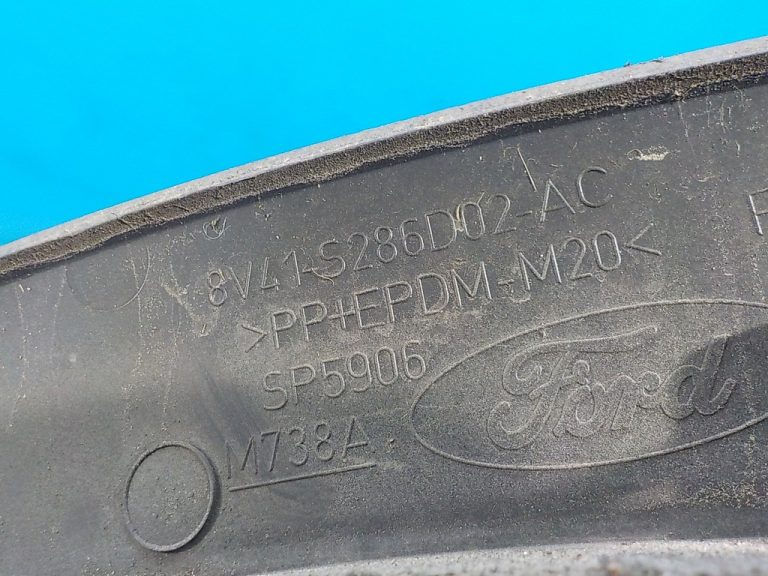 8V41-S286D02-AC
>PP+EPDM-M20<
SP5906
Ford
M738A